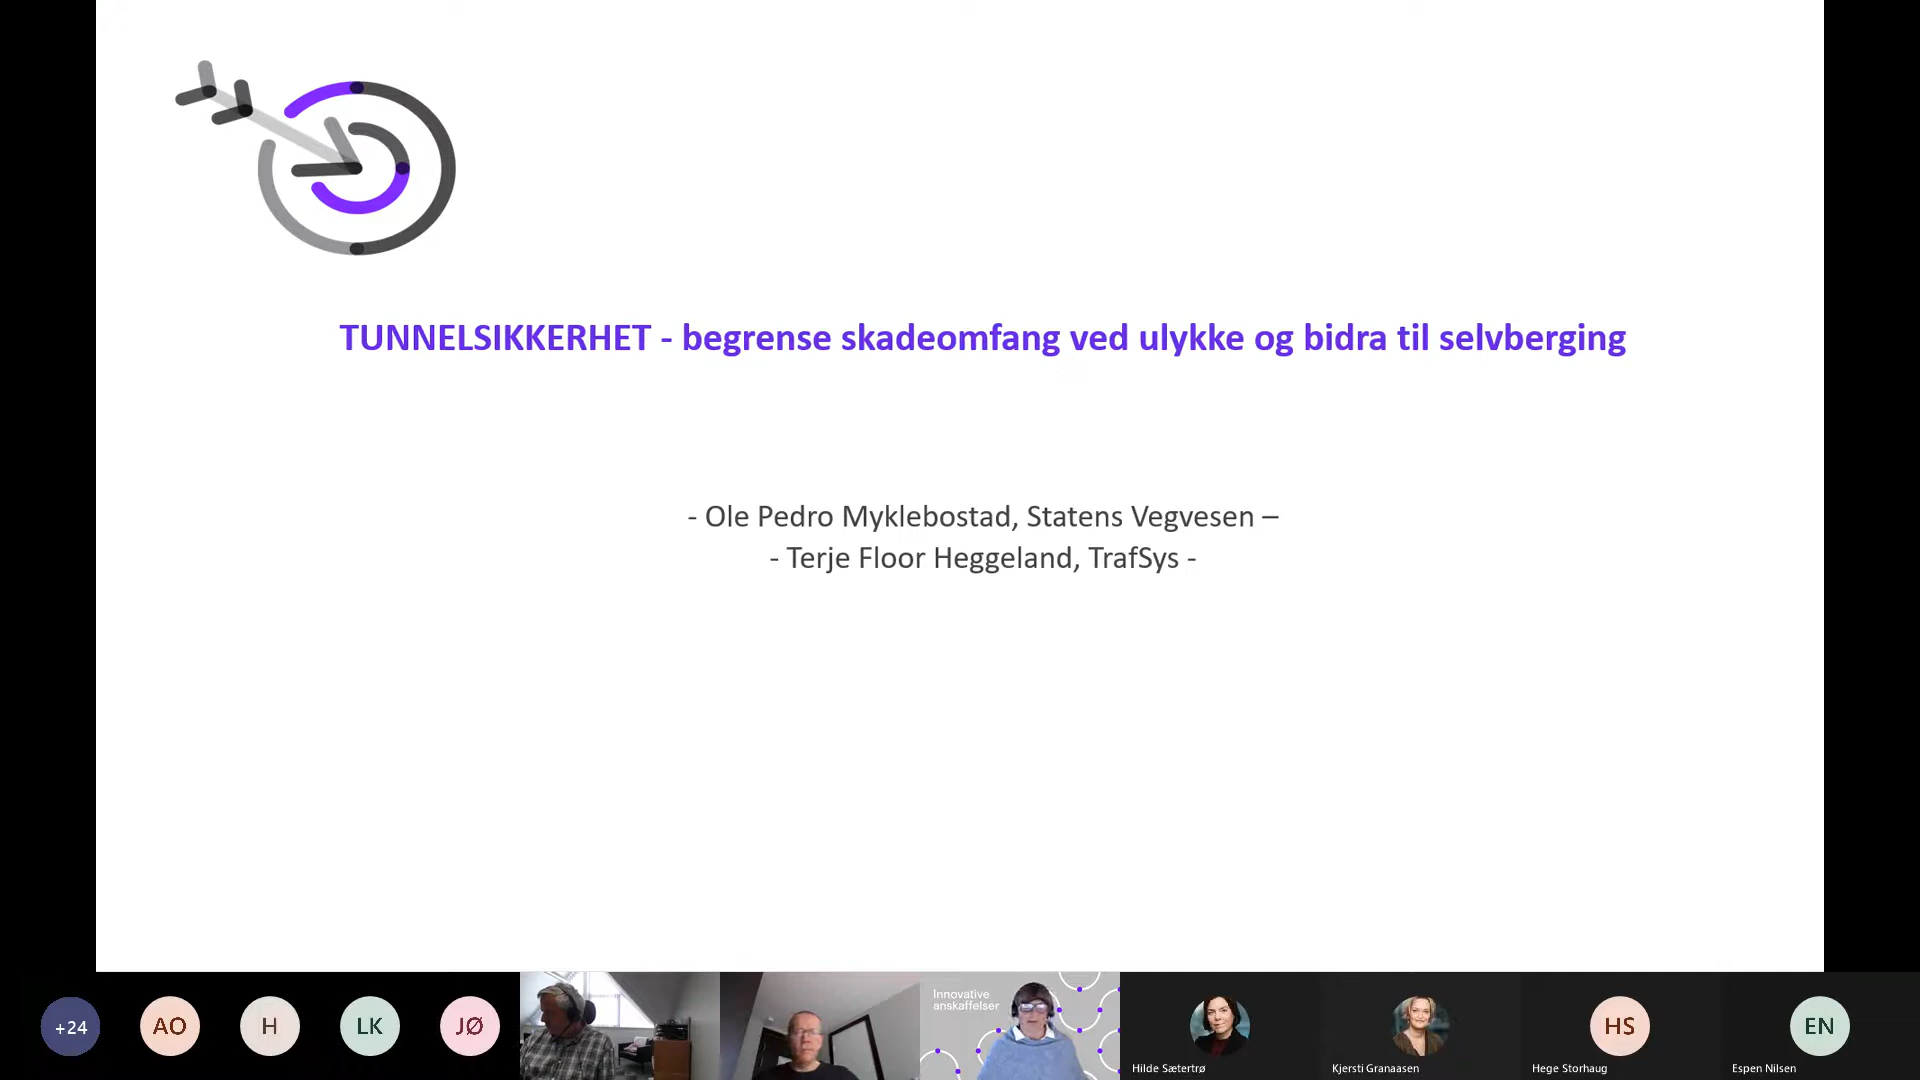 TUNNELSIKKERHET - begrense skadeomfang ved ulykke og bidra til selvberging
- Ole Pedro Myklebostad, Statens Vegvesen –
- Terje Floor Heggeland, TrafSys -
+24
AO
H
LK
JØ
Innovative
anskaffelser
Hilde Sætertrø
Kjersti Granaasen
HS
Hege Storhaug
EN
Espen Nilsen